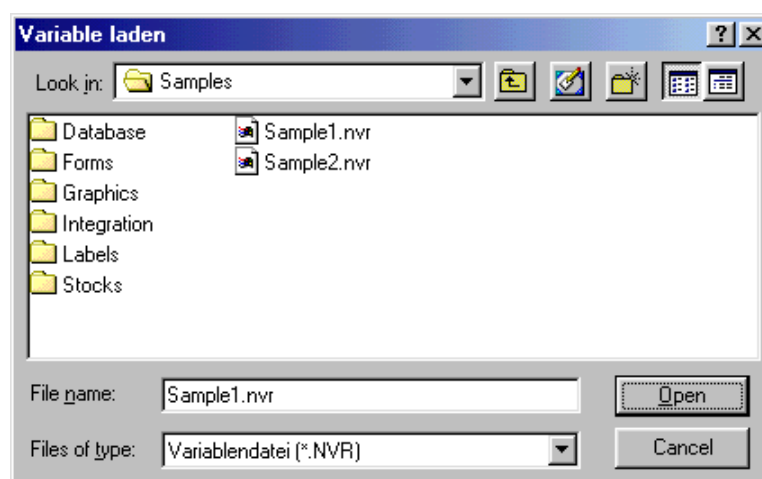 Variable laden
Look in: Samples
Database
Forms
Graphics
Integration
Labels
Stocks
Sample1.nvr
Sample2.nvr
File name: Sample1.nvr Open
Files of type: Variablendatei (*.NVR) Cancel